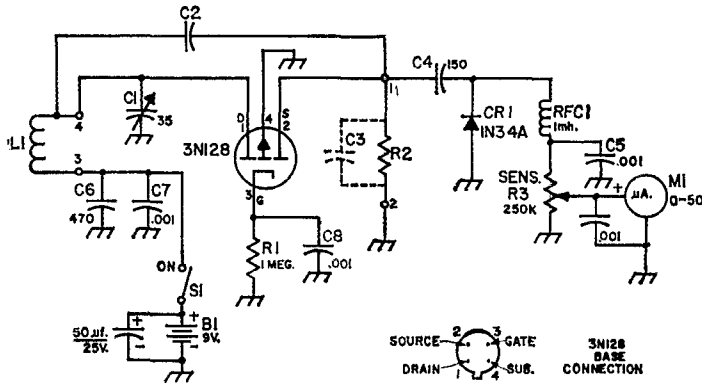 C2
C4
150
L1
4
C1
35
D
1
4
S
2
3N128
3
G
C3
R2
1
2
CR1
1N34A
RFC1
1mh.
C5
.001
SENS.
R3
250K
+
μA.
M1
0-50
.001
3
C6
470
C7
.001
R1
1 MEG.
C8
.001
ON
S1
50μf.
25V.
+
-
+
-
B1
9V.
SOURCE
2
3
GATE
DRAIN
1
4
SUB.
3N128
BASE
CONNECTION